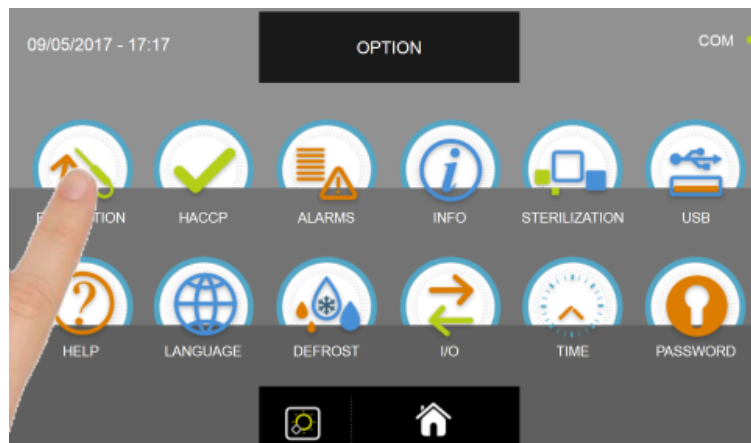 09/05/2017 - 17:17
OPTION
COM
HACCP
ALARMS
INFO
STERILIZATION
USB
HELP
LANGUAGE
DEFROST
I/O
TIME
PASSWORD